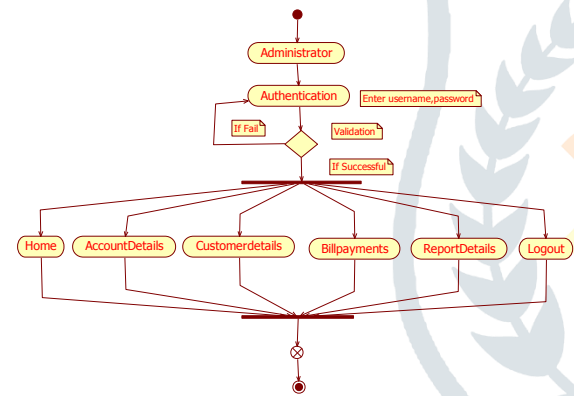 Administrator
Authentication
Enter username,password
If Fail
Validation
If Successful
Home
AccountDetails
Customerdetails
Billpayments
ReportDetails
Logout